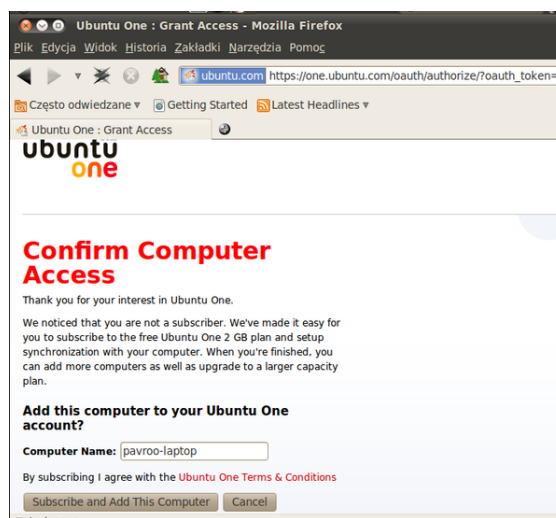 Ubuntu One : Grant Access - Mozilla Firefox
Plik Edycja Widok Historia Zakładki Narzędzia Pomoc
ubuntu.com https://one.ubuntu.com/oauth/authorize/?oauth_token=
Często odwiedzane Getting Started Latest Headlines
Ubuntu One : Grant Access
ubuntu
one
Confirm Computer
Access
Thank you for your interest in Ubuntu One.
We noticed that you are not a subscriber. We've made it easy for
you to subscribe to the free Ubuntu One 2 GB plan and setup
synchronization with your computer. When you're finished, you
can add more computers as well as upgrade to a larger capacity
plan.
Add this computer to your Ubuntu One
account?
Computer Name: pavroo-laptop
By subscribing I agree with the Ubuntu One Terms & Conditions
Subscribe and Add This Computer Cancel